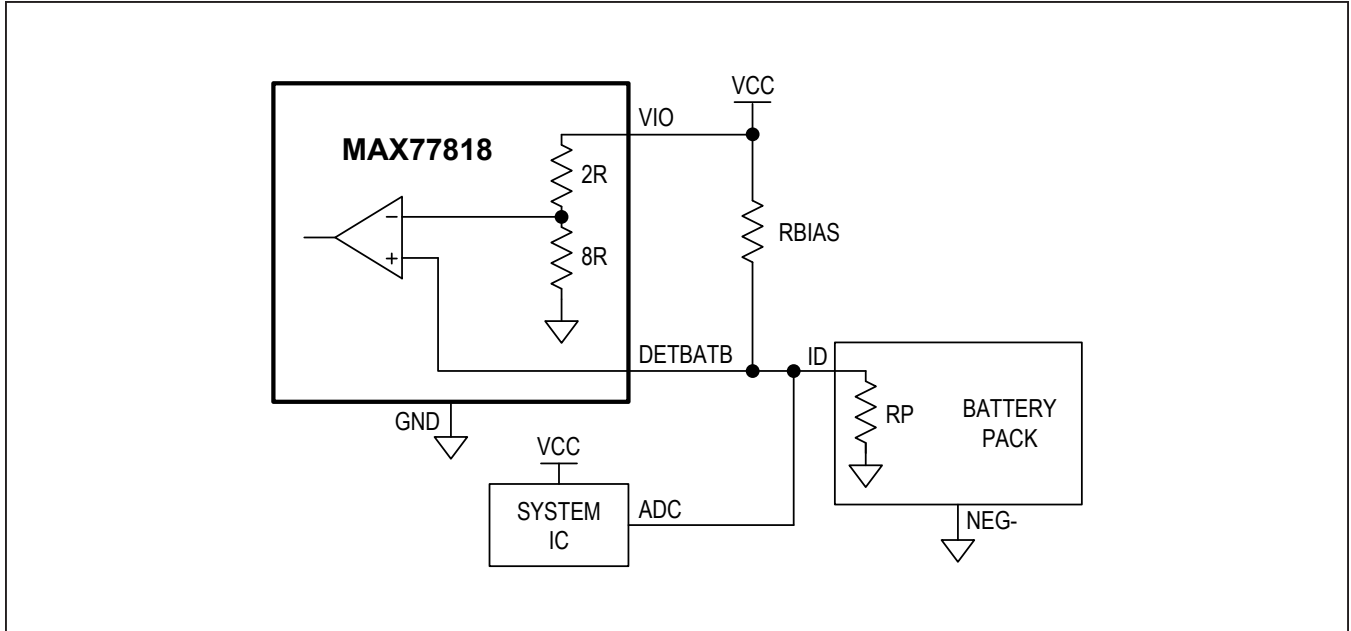 VCC
VIO
MAX77818
2R
−
RBIAS
+
8R
DETBATB
ID
RP
BATTERY
PACK
GND
VCC
SYSTEM
IC
ADC
NEG-